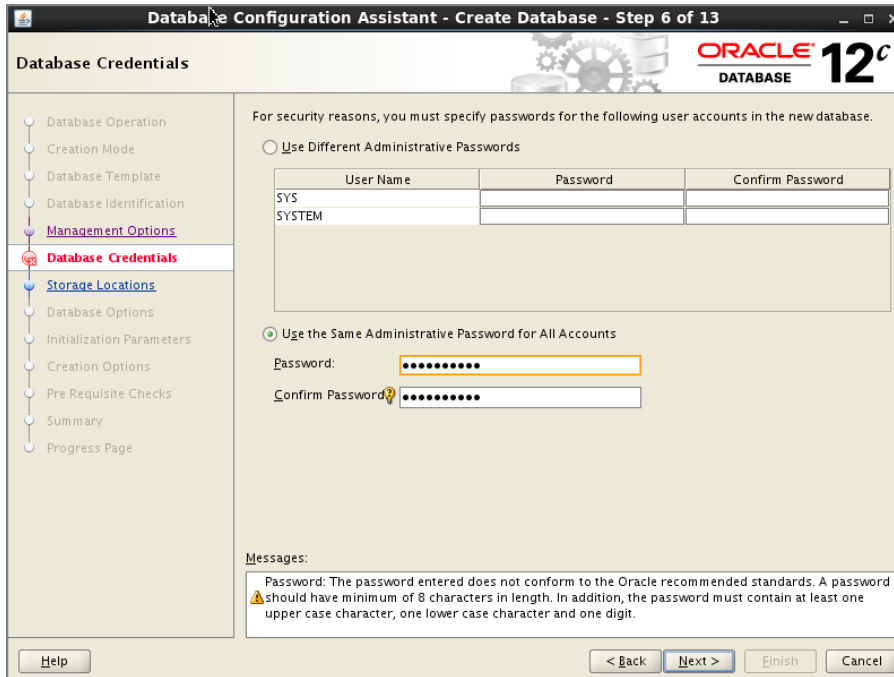 Database Configuration Assistant - Create Database - Step 6 of 13
Database Credentials
ORACLE
DATABASE
12c
Database Operation
Creation Mode
Database Template
Database Identification
Management Options
Database Credentials
Storage Locations
Database Options
Initialization Parameters
Creation Options
Pre Requisite Checks
Summary
Progress Page
For security reasons, you must specify passwords for the following user accounts in the new database.
Use Different Administrative Passwords
User Name Password Confirm Password
SYS
SYSTEM
Use the Same Administrative Password for All Accounts
Password: ●●●●●●●●●●
Confirm Password ●●●●●●●●●●
Messages:
Password: The password entered does not conform to the Oracle recommended standards. A password
should have minimum of 8 characters in length. In addition, the password must contain at least one
upper case character, one lower case character and one digit.
Help
< Back Next > Finish Cancel